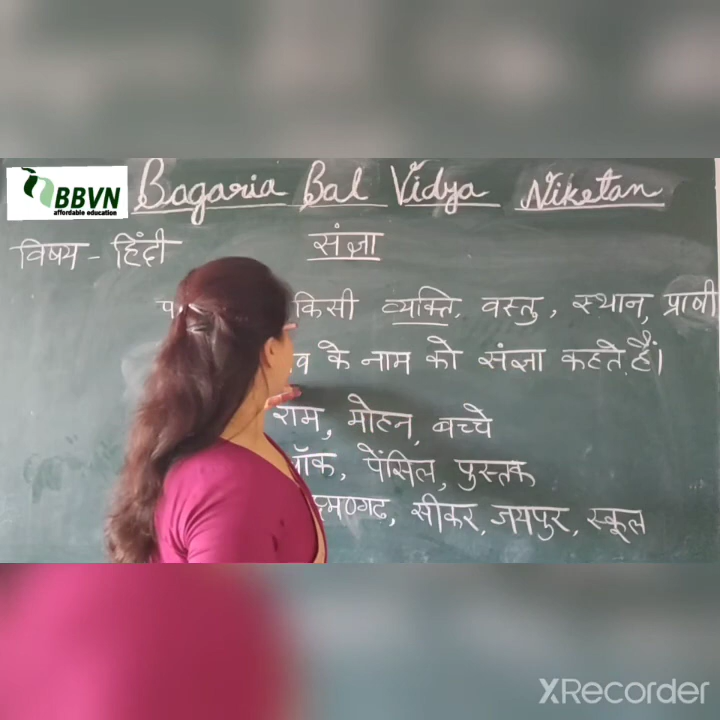 BBVN
affordable education
Bagaria Bal Vidya Niketan
विषय - हिंदी
संज्ञा
किसी व्यक्ति, वस्तु, स्थान, प्राणी
के नाम को संज्ञा कहते हैं।
राम, मोहन, बच्चे
पेंसिल, पुस्तक
सीकर, जयपुर, स्कूल
XRecorder